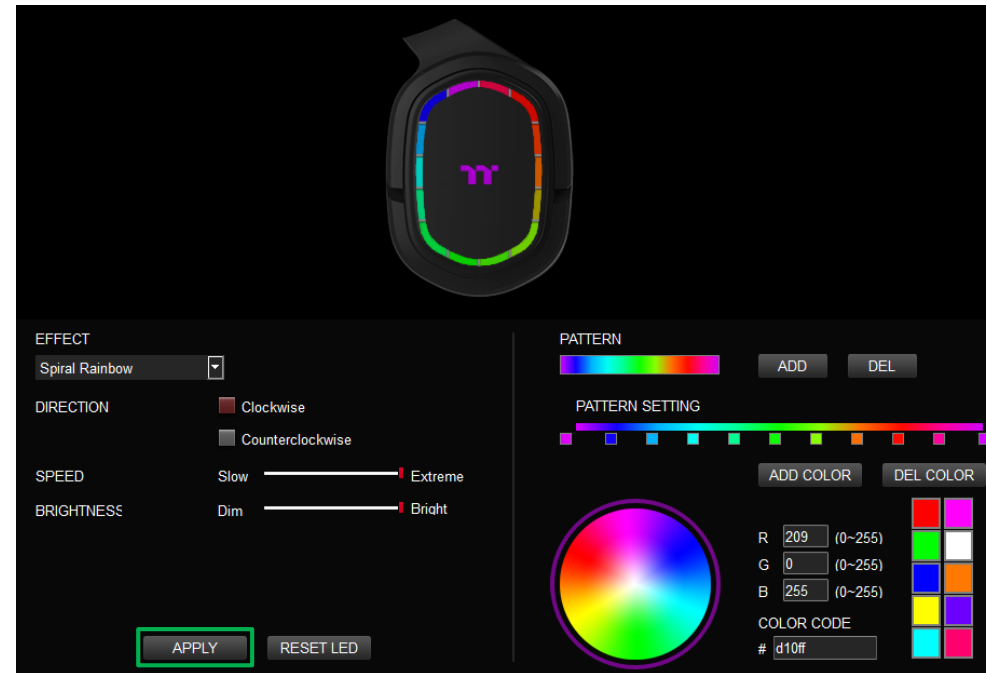 EFFECT
Spiral Rainbow
DIRECTION
Clockwise
Counterclockwise
SPEED
Slow
Extreme
BRIGHTNESS
Dim
Bright
APPLY
RESET LED
PATTERN
ADD
DEL
PATTERN SETTING
ADD COLOR
DEL COLOR
R 209 (0~255)
G 0 (0~255)
B 255 (0~255)
COLOR CODE
# d10ff